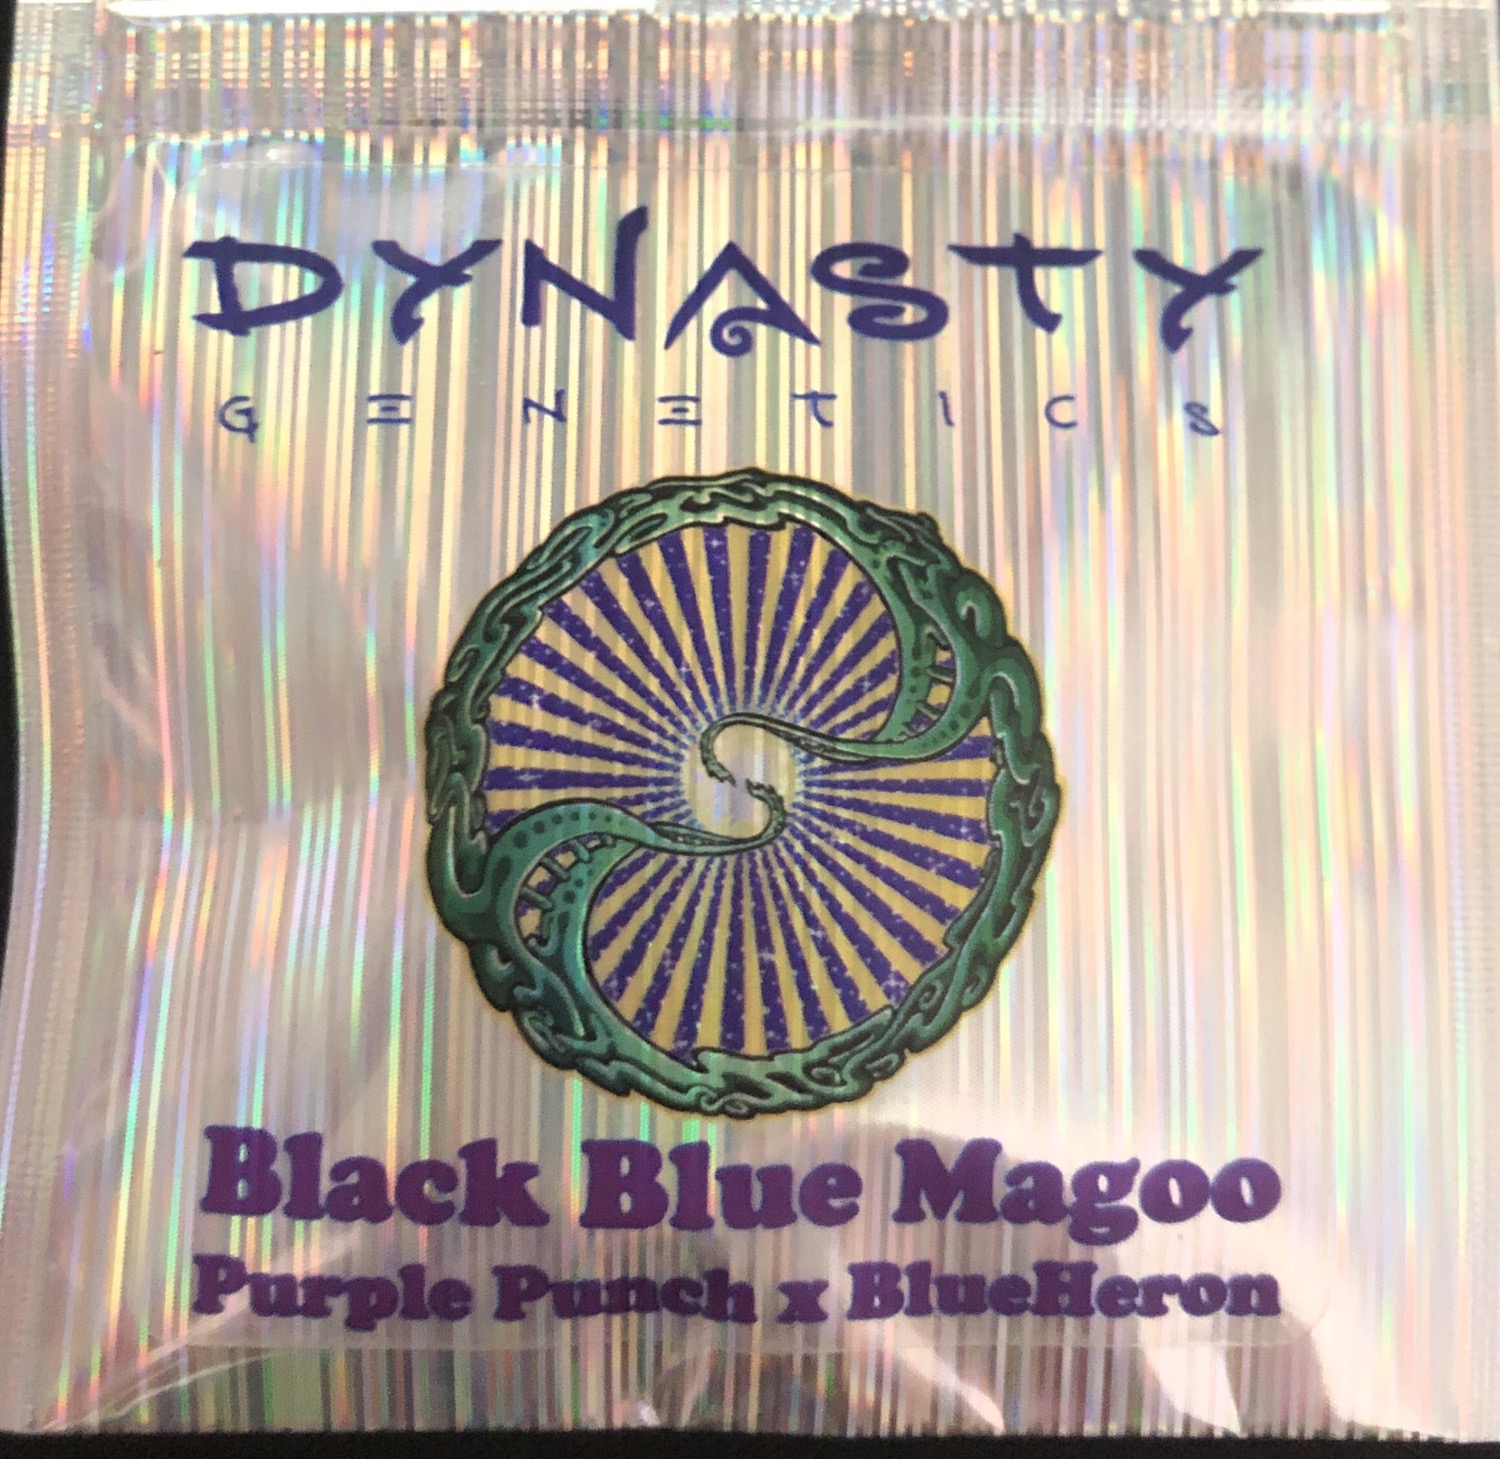 DYNASTY
GENETICS
Black Blue Magoo
Purple Punch x BlueHeron